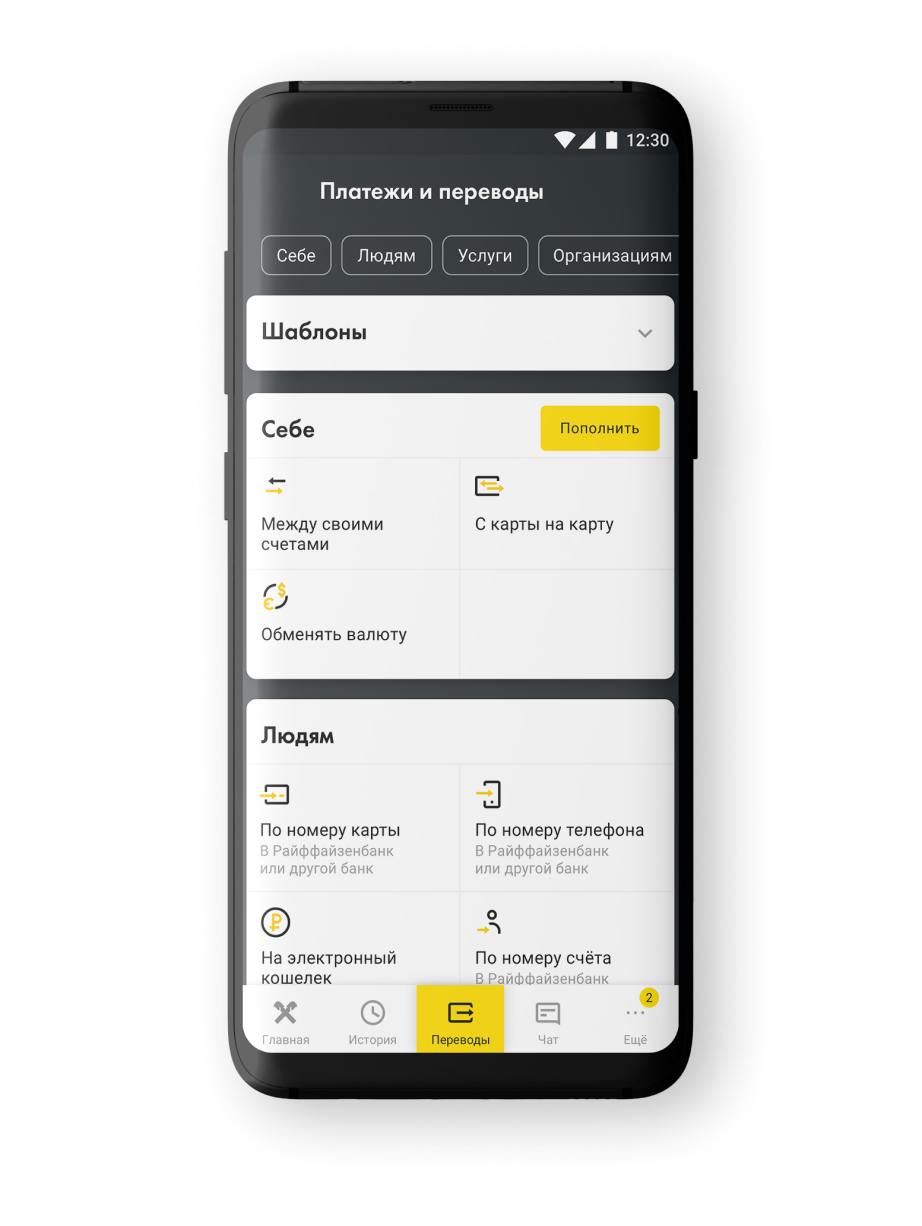 12:30
Платежи и переводы
Себе Людям Услуги Организациям
Шаблоны
Себе Пополнить
Между своими
счетами
С карты на карту
Обменять валюту
Людям
По номеру карты
В Райффайзенбанк
или другой банк
По номеру телефона
В Райффайзенбанк
или другой банк
На электронный
кошелек
По номеру счёта
В Райффайзенбанк
2
Главная История Переводы Чат Ещё